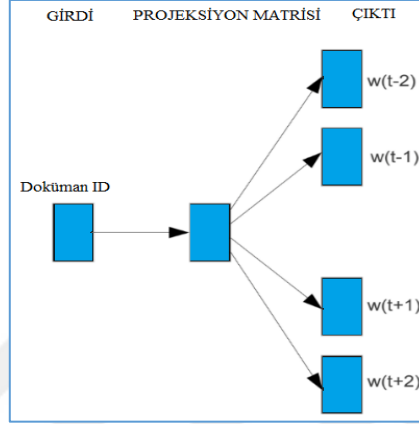 GİRDİ PROJEKSİYON MATRİSİ ÇIKTI
w(t-2)
w(t-1)
Doküman ID
w(t+1)
w(t+2)